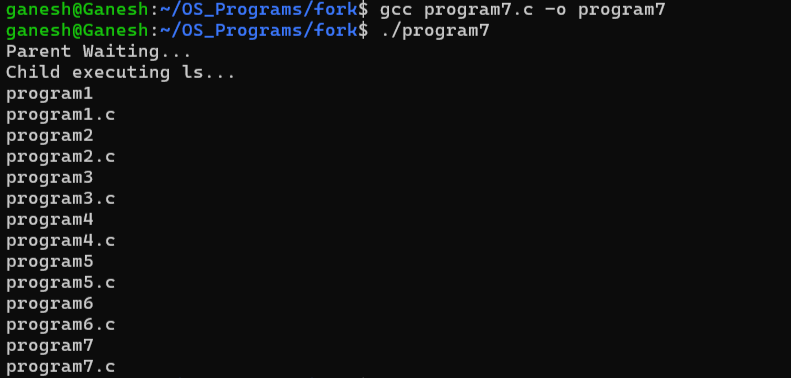 ganesh@Ganesh:~/OS_Programs/fork$ gcc program7.c -o program7
ganesh@Ganesh:~/OS_Programs/fork$ ./program7
Parent Waiting...
Child executing ls...
program1
program1.c
program2
program2.c
program3
program3.c
program4
program4.c
program5
program5.c
program6
program6.c
program7
program7.c